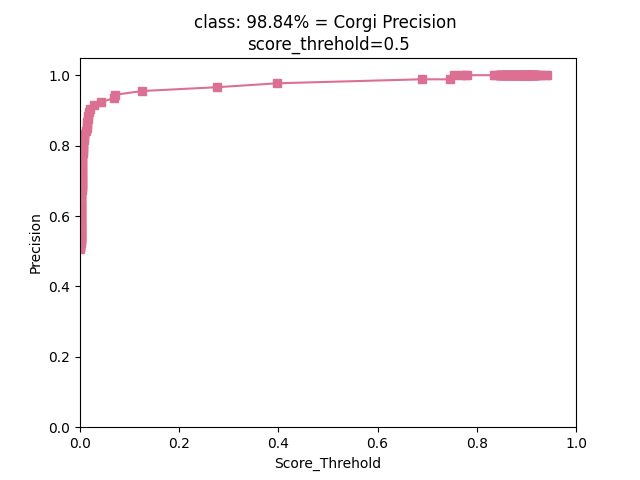 class: 98.84% = Corgi Precision
score_threhold=0.5
1.0
0.8
0.6
0.4
0.2
0.0
Precision
0.0 0.2 0.4 0.6 0.8 1.0
Score_Threhold